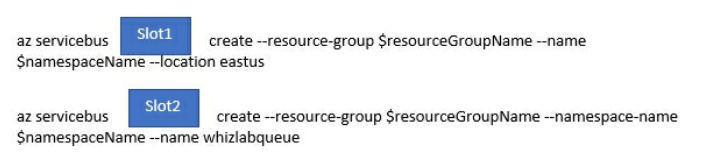 az servicebus Slot1 create --resource-group $resourceGroupName --name
$namespaceName --location eastus
az servicebus Slot2 create --resource-group $resourceGroupName --namespace-name
$namespaceName --name whizlabqueue